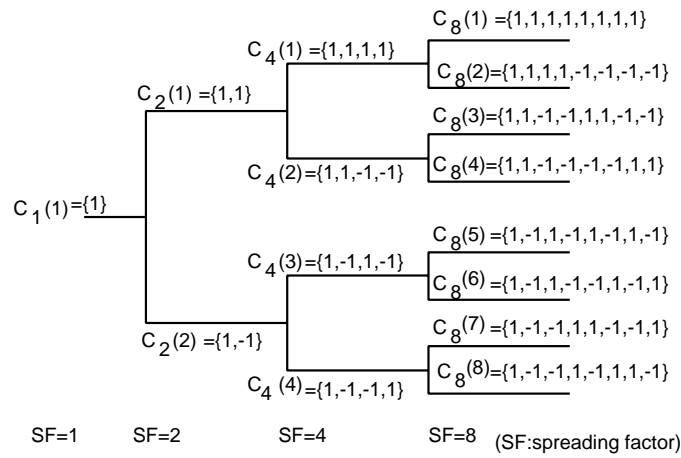 C8(1) ={1,1,1,1,1,1,1,1}
C4(1) ={1,1,1,1}
C8(2) ={1,1,1,1,-1,-1,-1,-1}
C2(1) ={1,1}
C8(3)={1,1,-1,-1,1,1,-1,-1}
C4(2)={1,1,-1,-1}
C8(4)={1,1,-1,-1,-1,-1,1,1}
C1(1)={1}
C8(5) ={1,-1,1,-1,1,-1,1,-1}
C4(3)={1,-1,1,-1}
C8(6) ={1,-1,1,-1,-1,1,-1,1}
C2(2) ={1,-1}
C8(7) ={1,-1,-1,1,1,-1,-1,1}
C4(4)={1,-1,-1,1}
C8(8)={1,-1,-1,1,-1,1,1,-1}
SF=1 SF=2 SF=4 SF=8 (SF:spreading factor)